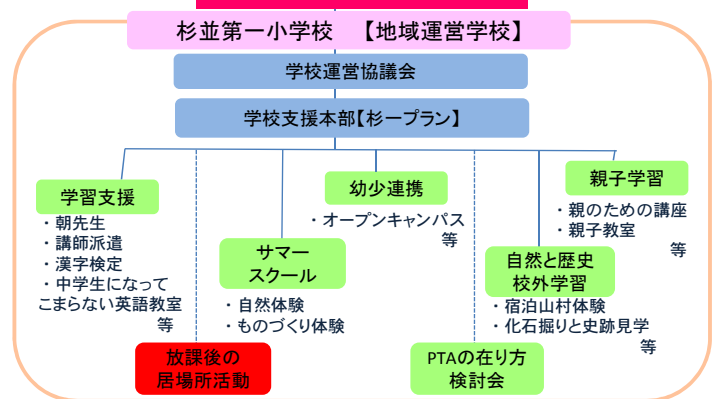 杉並第一小学校　【地域運営学校】
学校運営協議会
学校支援本部【杉一プラン】
学習支援
・朝先生
・講師派遣
・漢字検定
・中学生になって
こまらない英語教室
等
サマー
スクール
・自然体験
・ものづくり体験
幼少連携
・オープンキャンパス
等
自然と歴史
校外学習
・宿泊山村体験
・化石掘りと史跡見学
等
親子学習
・親のための講座
・親子教室
等
放課後の
居場所活動
PTAの在り方
検討会